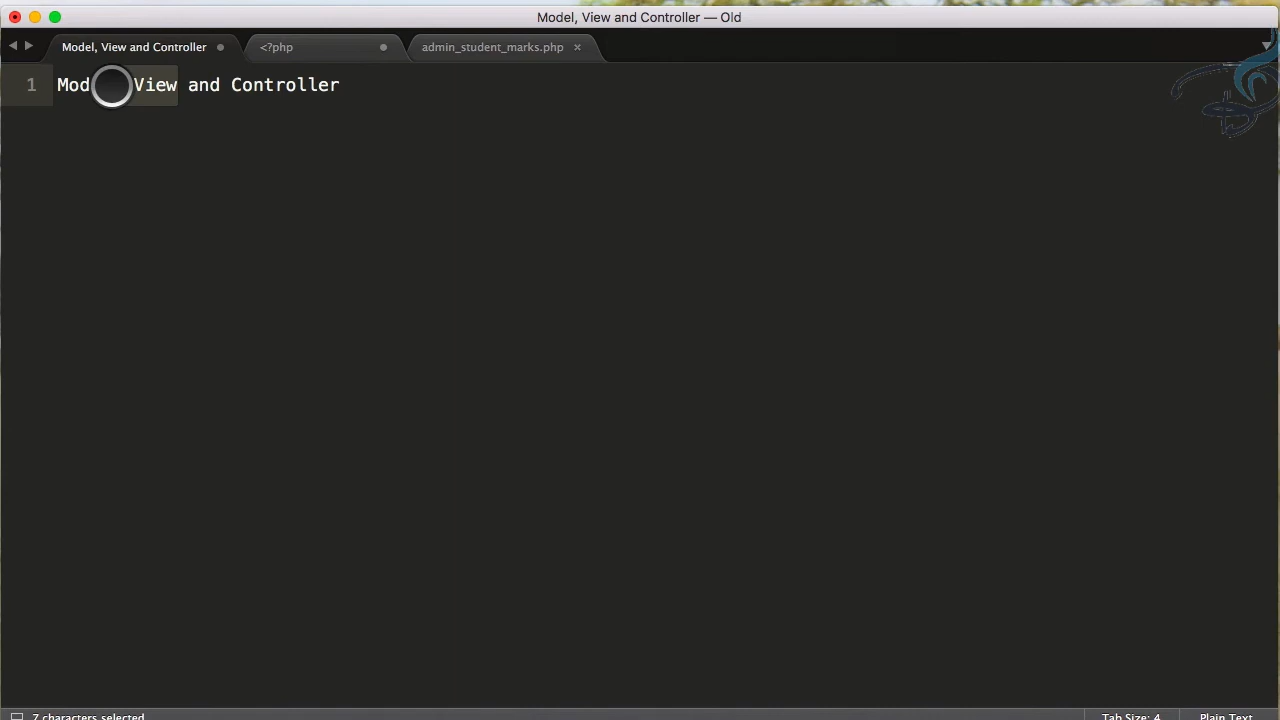 Model, View and Controller — Old
Model, View and Controller
<?php
admin_student_marks.php
1
Mod View and Controller
7 characters selected
Tab Size: 4
Plain Text